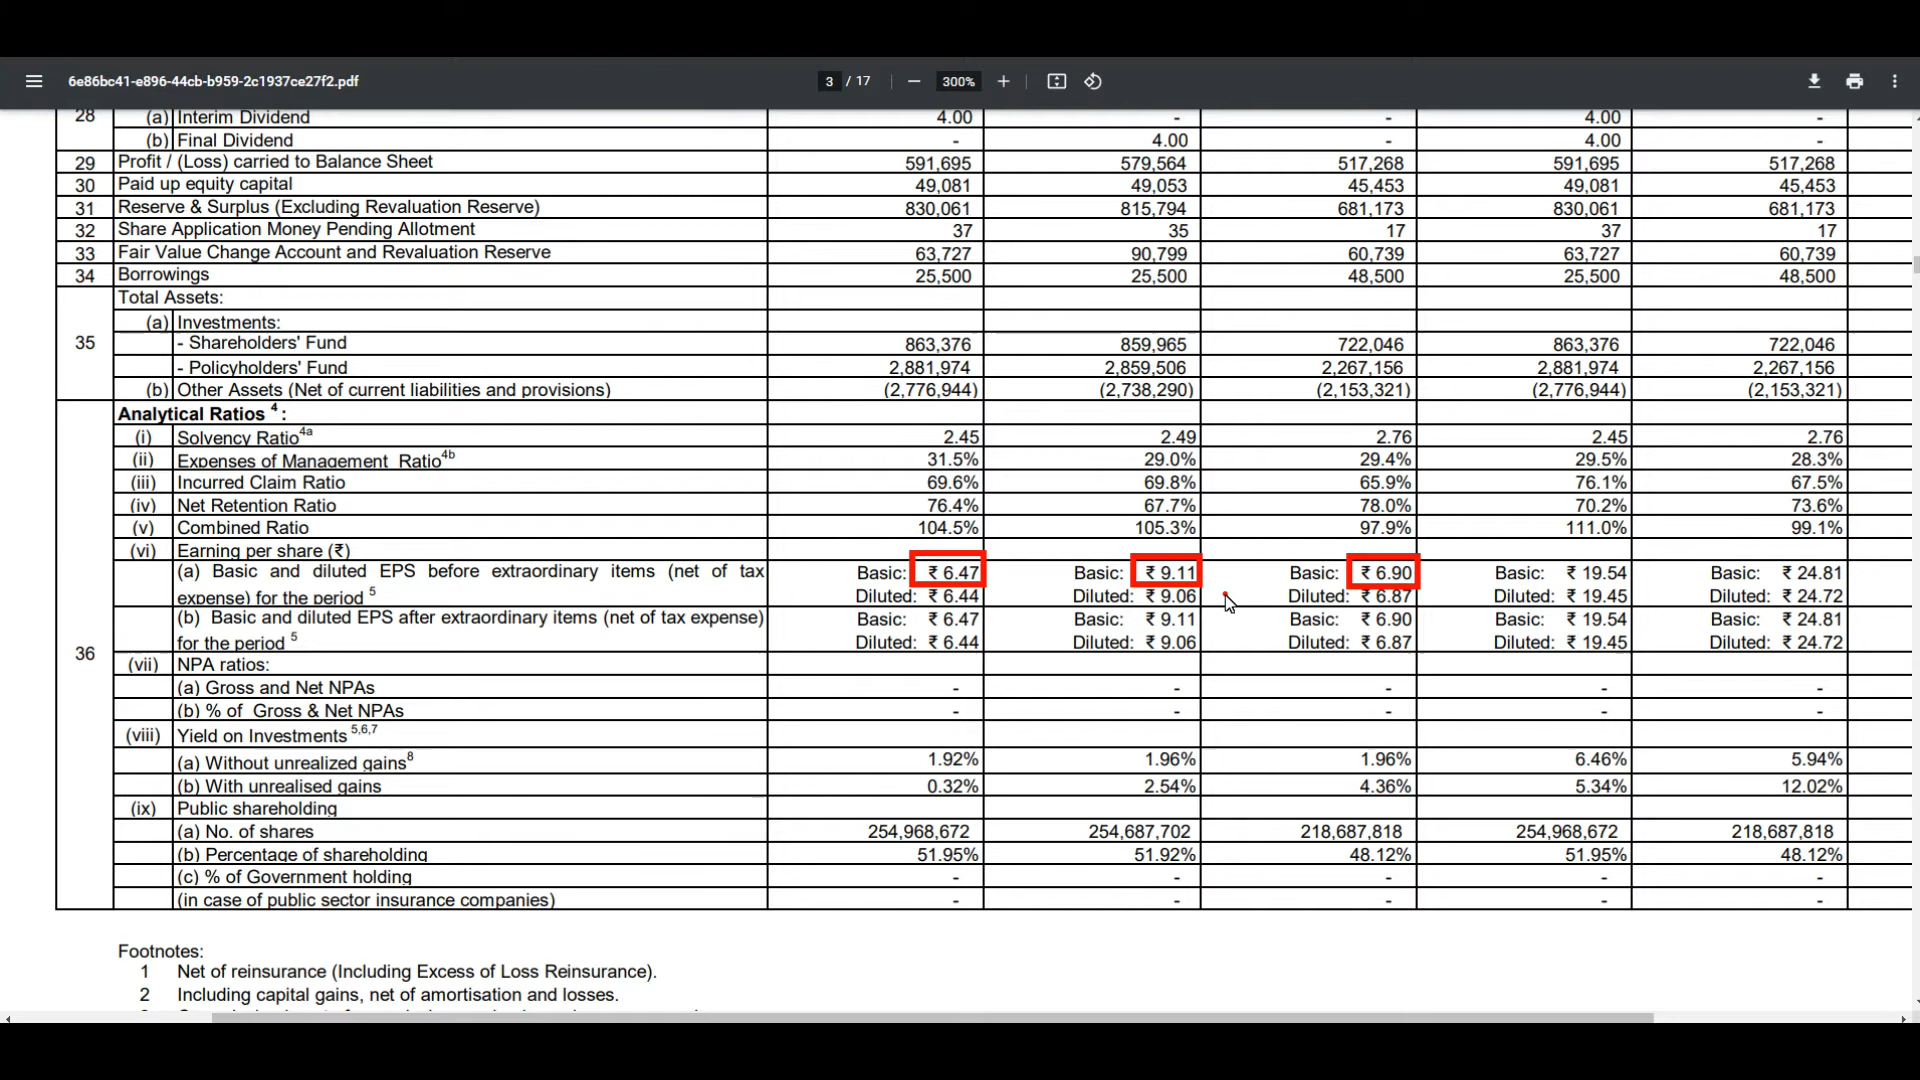 6e86bc41-e896-44cb-b959-2c1937ce27f2.pdf 3 / 17 300%
28 (a) Interim Dividend 4.00 - - 4.00 -
(b) Final Dividend - 4.00 - 4.00 -
29 Profit / (Loss) carried to Balance Sheet 591,695 579,564 517,268 591,695 517,268
30 Paid up equity capital 49,081 49,053 45,453 49,081 45,453
31 Reserve & Surplus (Excluding Revaluation Reserve) 830,061 815,794 681,173 830,061 681,173
32 Share Application Money Pending Allotment 37 35 17 37 17
33 Fair Value Change Account and Revaluation Reserve 63,727 90,799 60,739 63,727 60,739
34 Borrowings 25,500 25,500 48,500 25,500 48,500
Total Assets:
(a) Investments:
35 - Shareholders' Fund 863,376 859,965 722,046 863,376 722,046
- Policyholders' Fund 2,881,974 2,859,506 2,267,156 2,881,974 2,267,156
(b) Other Assets (Net of current liabilities and provisions) (2,776,944) (2,738,290) (2,153,321) (2,776,944) (2,153,321)
Analytical Ratios 4 :
(i) Solvency Ratio4a 2.45 2.49 2.76 2.45 2.76
(ii) Expenses of Management Ratio4b 31.5% 29.0% 29.4% 29.5% 28.3%
(iii) Incurred Claim Ratio 69.6% 69.8% 65.9% 76.1% 67.5%
(iv) Net Retention Ratio 76.4% 67.7% 78.0% 70.2% 73.6%
(v) Combined Ratio 104.5% 105.3% 97.9% 111.0% 99.1%
(vi) Earning per share (₹)
(a) Basic and diluted EPS before extraordinary items (net of tax Basic: ₹ 6.47 Basic: ₹ 9.11 Basic: ₹ 6.90 Basic: ₹ 19.54 Basic: ₹ 24.81
expense) for the period 5 Diluted: ₹ 6.44 Diluted: ₹ 9.06 Diluted: ₹ 6.87 Diluted: ₹ 19.45 Diluted: ₹ 24.72
(b) Basic and diluted EPS after extraordinary items (net of tax expense) Basic: ₹ 6.47 Basic: ₹ 9.11 Basic: ₹ 6.90 Basic: ₹ 19.54 Basic: ₹ 24.81
36 for the period 5 Diluted: ₹ 6.44 Diluted: ₹ 9.06 Diluted: ₹ 6.87 Diluted: ₹ 19.45 Diluted: ₹ 24.72
(vii) NPA ratios:
(a) Gross and Net NPAs - - - - -
(b) % of Gross & Net NPAs - - - - -
(viii) Yield on Investments 5,6,7
(a) Without unrealized gains8 1.92% 1.96% 1.96% 6.46% 5.94%
(b) With unrealised gains 0.32% 2.54% 4.36% 5.34% 12.02%
(ix) Public shareholding
(a) No. of shares 254,968,672 254,687,702 218,687,818 254,968,672 218,687,818
(b) Percentage of shareholding 51.95% 51.92% 48.12% 51.95% 48.12%
(c) % of Government holding - - - - -
(in case of public sector insurance companies) - - - - -
Footnotes:
1 Net of reinsurance (Including Excess of Loss Reinsurance).
2 Including capital gains, net of amortisation and losses.